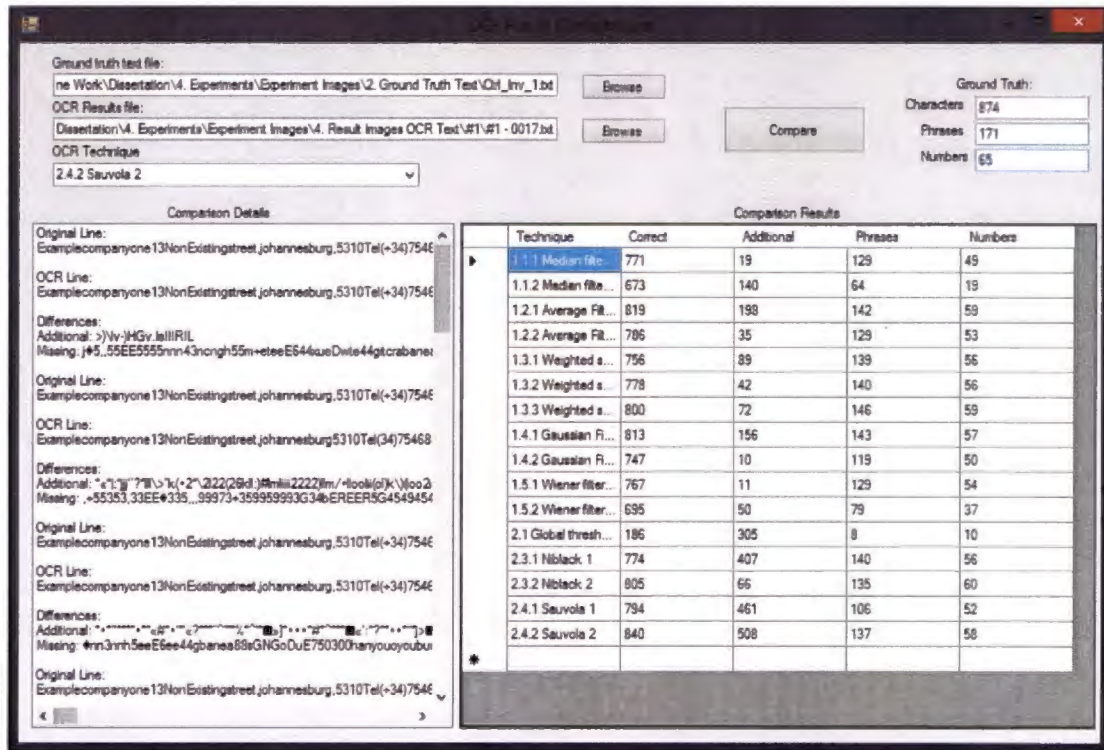 Ground truth text file:
ne Work\Dissertation\4. Experiments\Experiment Images\2. Ground Truth Text\Orl_Inv_1.txt
Browse
OCR Results file:
Dissertation\4. Experiments\Experiment Images\4. Result Images OCR Text\#1\#1 - 0017.txt
Browse
OCR Technique
2.4.2 Sauvola 2
Compare
Ground Truth:
Characters 874
Phrases 171
Numbers 65
Comparison Details
Original Line:
Examplecompanyone13NonExistingstreet,johannesburg,5310Tel(+34)7546
OCR Line:
Examplecompanyone13NonExistingstreet,johannesburg,5310Tel(+34)7546
Differences:
Additional:
Missing:
Original Line:
Examplecompanyone13NonExistingstreet,johannesburg,5310Tel(+34)7546
OCR Line:
Examplecompanyone13NonExistingstreet,johannesburg5310Tel(34)75468
Differences:
Additional:
Missing:
Original Line:
Examplecompanyone13NonExistingstreet,johannesburg,5310Tel(+34)7546
OCR Line:
Examplecompanyone13NonExistingstreet,johannesburg,5310Tel(+34)7546
Differences:
Additional:
Missing:
Original Line:
Examplecompanyone13NonExistingstreet,johannesburg,5310Tel(+34)7546
Comparison Results
Technique Correct Additional Phrases Numbers
1.1.1 Median filte... 771 19 129 49
1.1.2 Median filte... 673 140 64 19
1.2.1 Average Filt... 819 198 142 59
1.2.2 Average Filt... 786 35 129 53
1.3.1 Weighted s... 756 89 139 56
1.3.2 Weighted s... 778 42 140 56
1.3.3 Weighted s... 800 72 146 59
1.4.1 Gaussian Fi... 813 156 143 57
1.4.2 Gaussian Fi... 747 10 119 50
1.5.1 Wiener filter... 767 11 129 54
1.5.2 Wiener filter... 695 50 79 37
2.1 Global thresh... 186 305 8 10
2.3.1 Niblack 1 774 407 140 56
2.3.2 Niblack 2 805 66 135 60
2.4.1 Sauvola 1 794 461 106 52
2.4.2 Sauvola 2 840 508 137 58